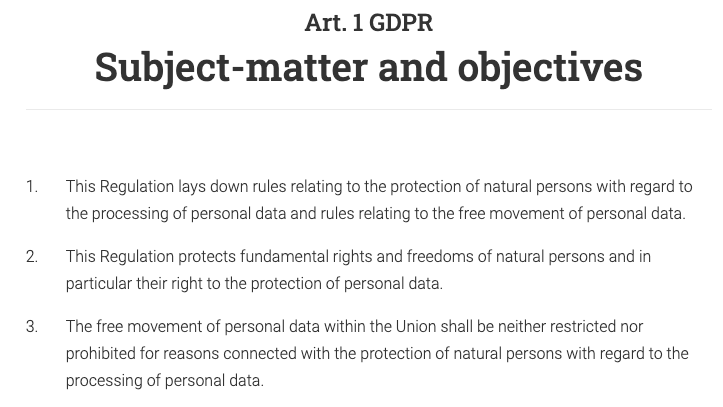 Art. 1 GDPR
Subject-matter and objectives
1. This Regulation lays down rules relating to the protection of natural persons with regard to
the processing of personal data and rules relating to the free movement of personal data.
2. This Regulation protects fundamental rights and freedoms of natural persons and in
particular their right to the protection of personal data.
3. The free movement of personal data within the Union shall be neither restricted nor
prohibited for reasons connected with the protection of natural persons with regard to the
processing of personal data.